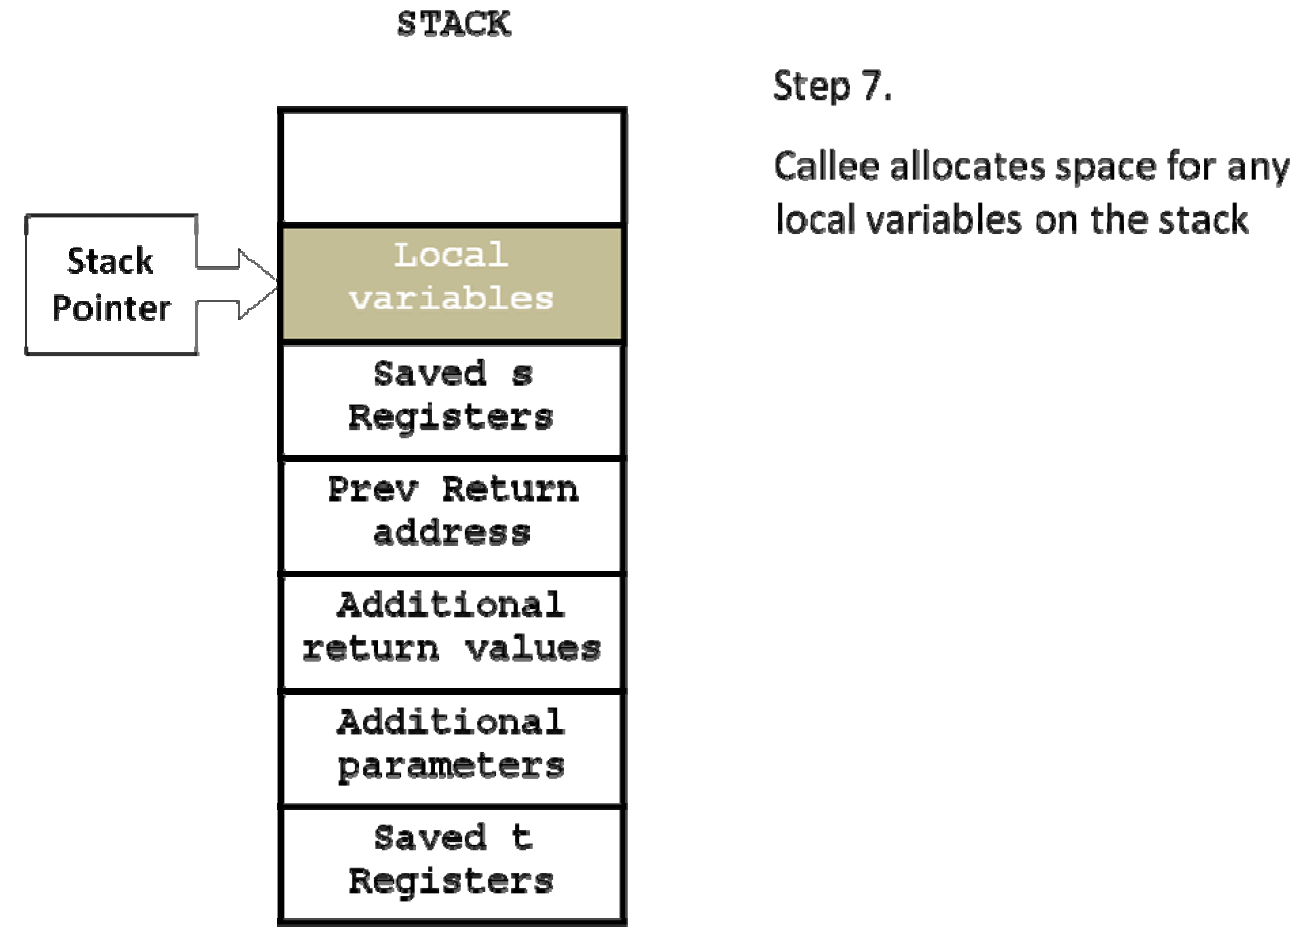 STACK
Step 7.
Callee allocates space for any
local variables on the stack
Stack
Pointer
Local
variables
Saved s
Registers
Prev Return
address
Additional
return values
Additional
parameters
Saved t
Registers